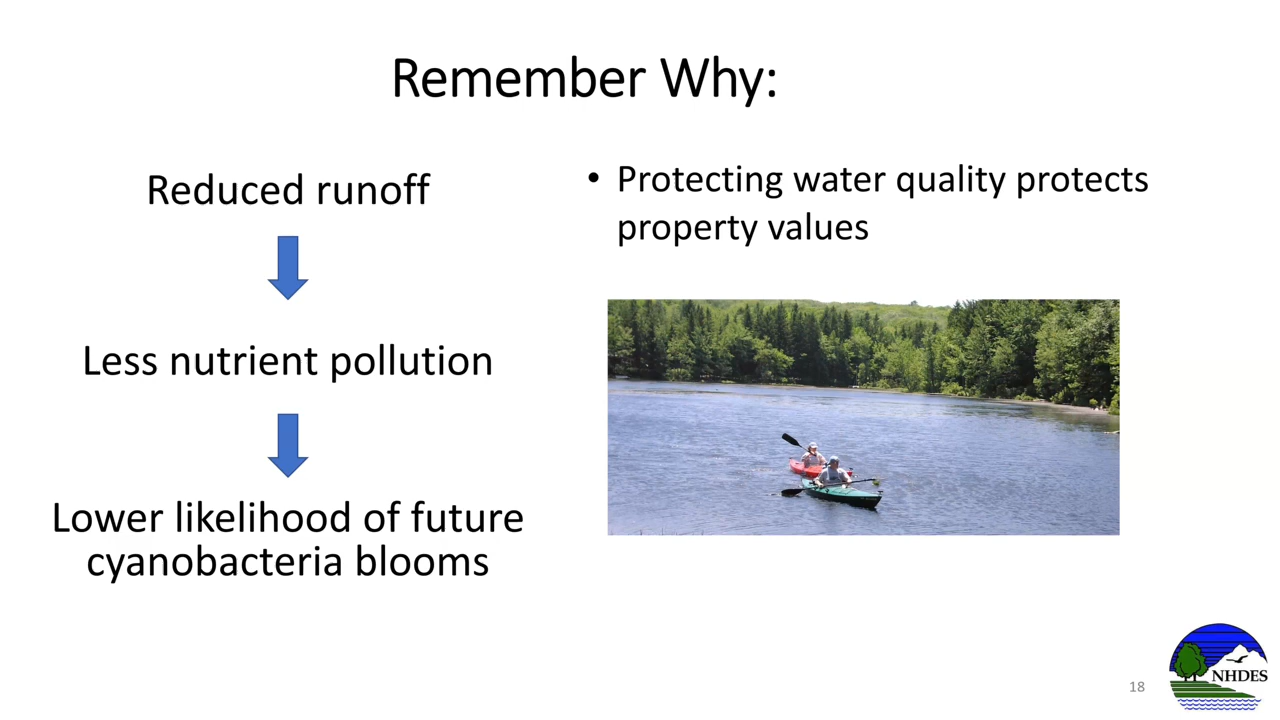 Remember Why:
Reduced runoff
Less nutrient pollution
Lower likelihood of future
cyanobacteria blooms
• Protecting water quality protects
property values
18
NHDES